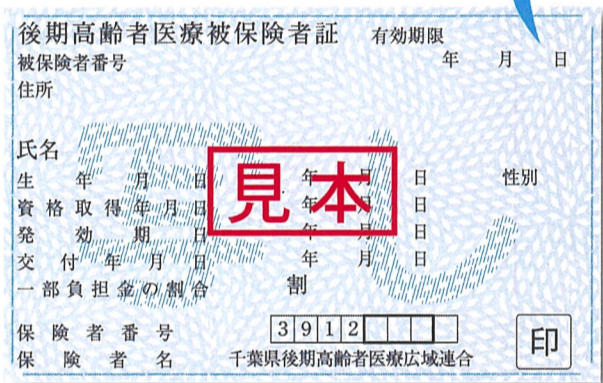 後期高齢者医療被保険者証 有効期限
被保険者番号 年 月 日
住所
氏名
生年月日 年 月 日 性別
資格取得年月日 年 月 日
発効期日 年 月 日
交付年月日 年 月 日
一部負担金の割合 割
見本
写し
保険者番号 3912
保険者名 千葉県後期高齢者医療広域連合
印